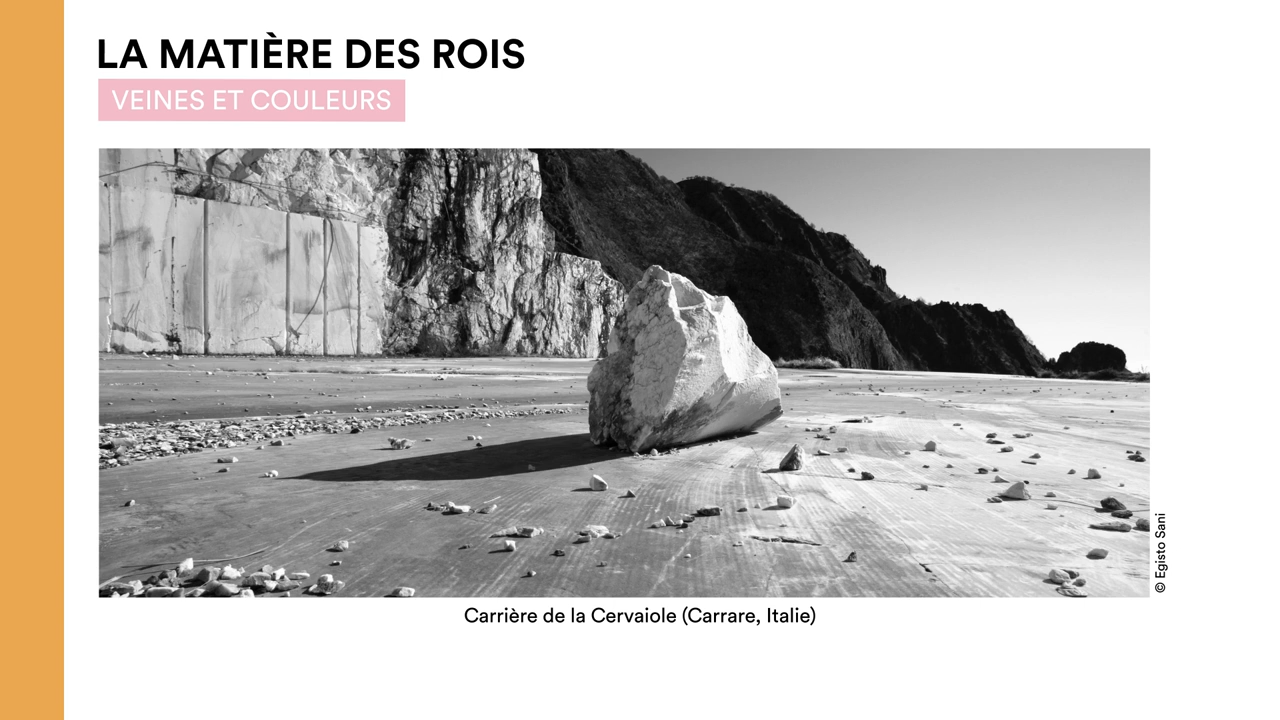 LA MATIÈRE DES ROIS
VEINES ET COULEURS
© Egisto Sani
Carrière de la Cervaiole (Carrare, Italie)